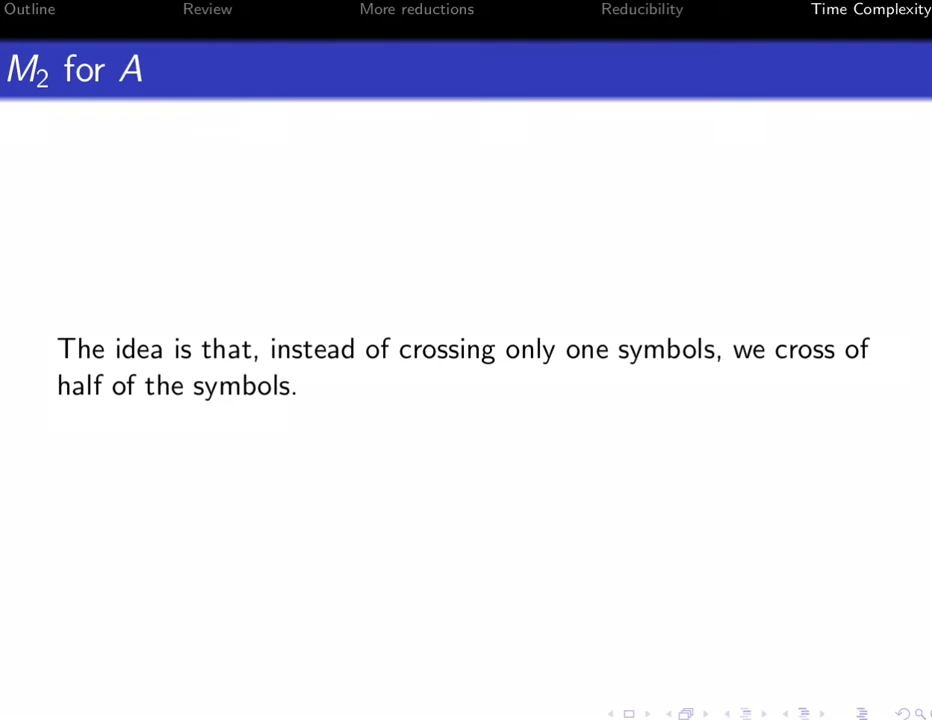 Outline Review More reductions Reducibility Time Complexity
M2 for A
The idea is that, instead of crossing only one symbols, we cross of
half of the symbols.